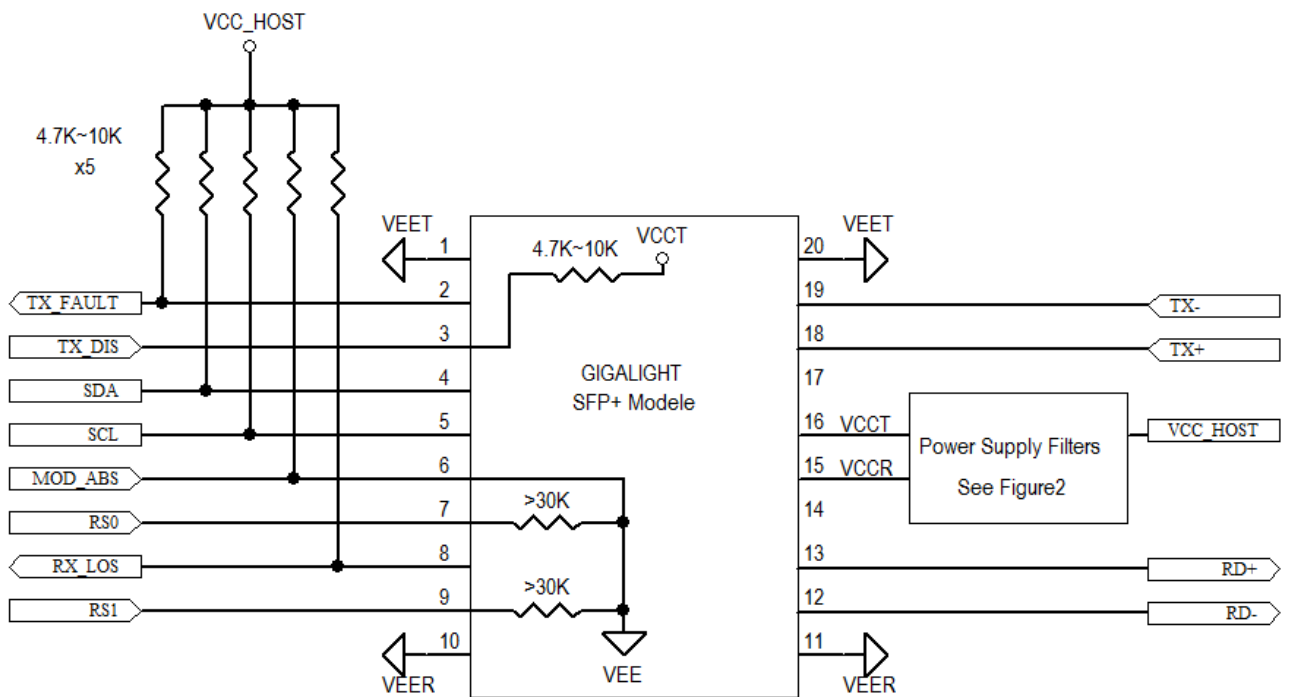 VCC_HOST
4.7K~10K
x5
VEET
1
4.7K~10K
VCCT
20
VEET
TX_FAULT
2
19
TX-
TX_DIS
3
18
TX+
SDA
4
GIGALIGHT
SFP+ Modele
17
SCL
5
16
VCCT
Power Supply Filters
See Figure2
VCC_HOST
MOD_ABS
6
15
VCCR
RS0
7
>30K
14
RX_LOS
8
13
RD+
RS1
9
>30K
12
RD-
10
VEER
VEE
11
VEER